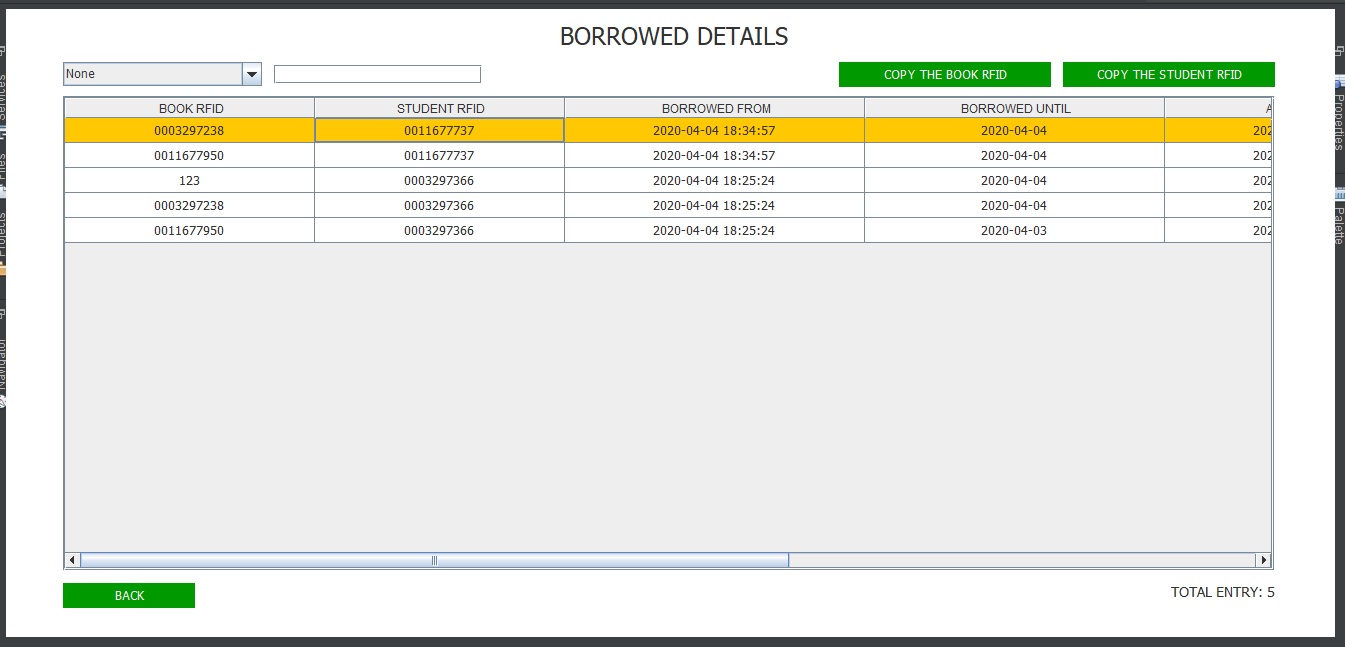 BORROWED DETAILS
None
COPY THE BOOK RFID
COPY THE STUDENT RFID
BOOK RFID STUDENT RFID BORROWED FROM BORROWED UNTIL
0003297238 0011677737 2020-04-04 18:34:57 2020-04-04 202
0011677950 0011677737 2020-04-04 18:34:57 2020-04-04 202
123 0003297366 2020-04-04 18:25:24 2020-04-04 202
0003297238 0003297366 2020-04-04 18:25:24 2020-04-04 202
0011677950 0003297366 2020-04-04 18:25:24 2020-04-03 202
BACK
TOTAL ENTRY: 5
Properties
Palette